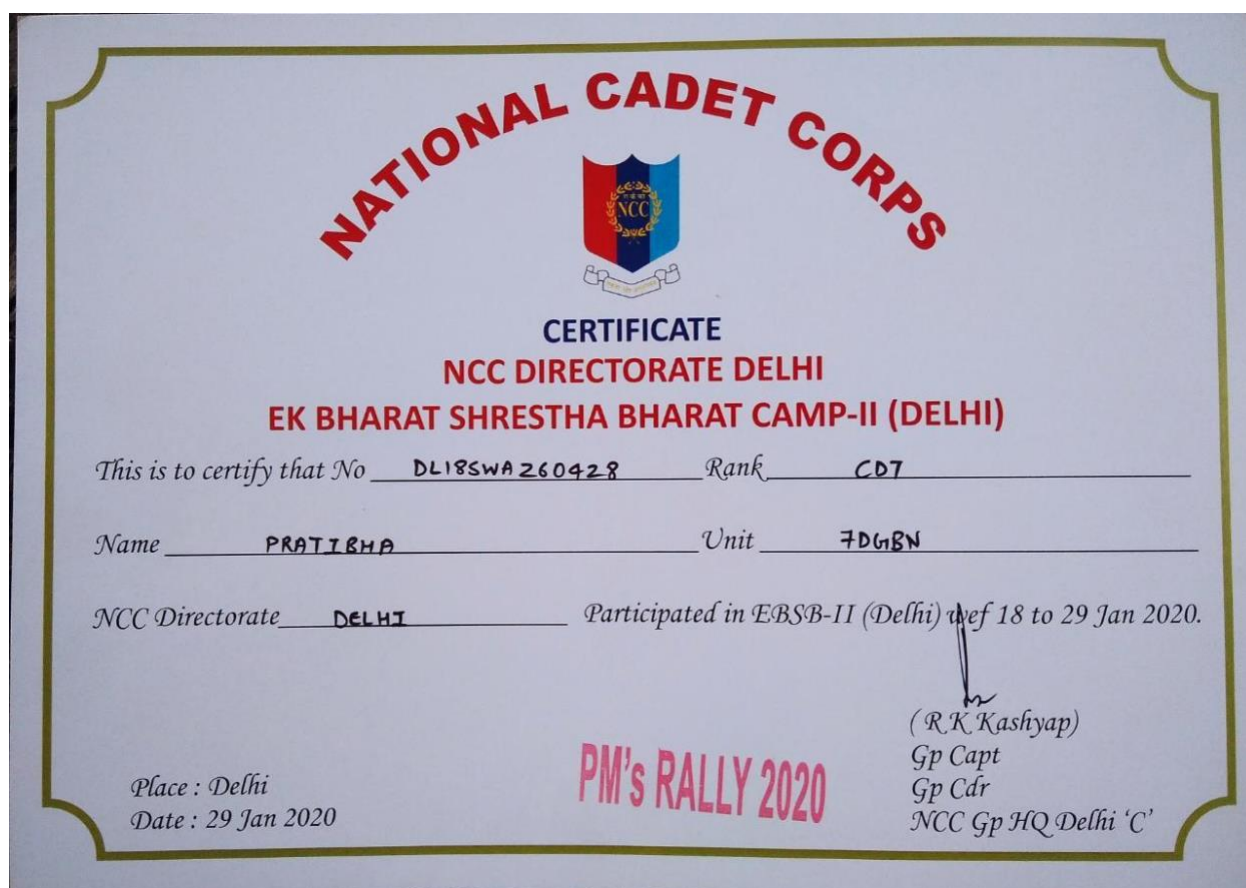 NATIONAL CADET CORPS
NCC
CERTIFICATE
NCC DIRECTORATE DELHI
EK BHARAT SHRESTHA BHARAT CAMP-II (DELHI)
This is to certify that No DL18SWA260428 Rank CDT
Name PRATIBHA Unit 7DGBN
NCC Directorate DELHI Participated in EBSB-II (Delhi) wef 18 to 29 Jan 2020.
(R.K Kashyap)
Gp Capt
Gp Cdr
NCC Gp HQ Delhi ‘C’
PM's RALLY 2020
Place : Delhi
Date : 29 Jan 2020